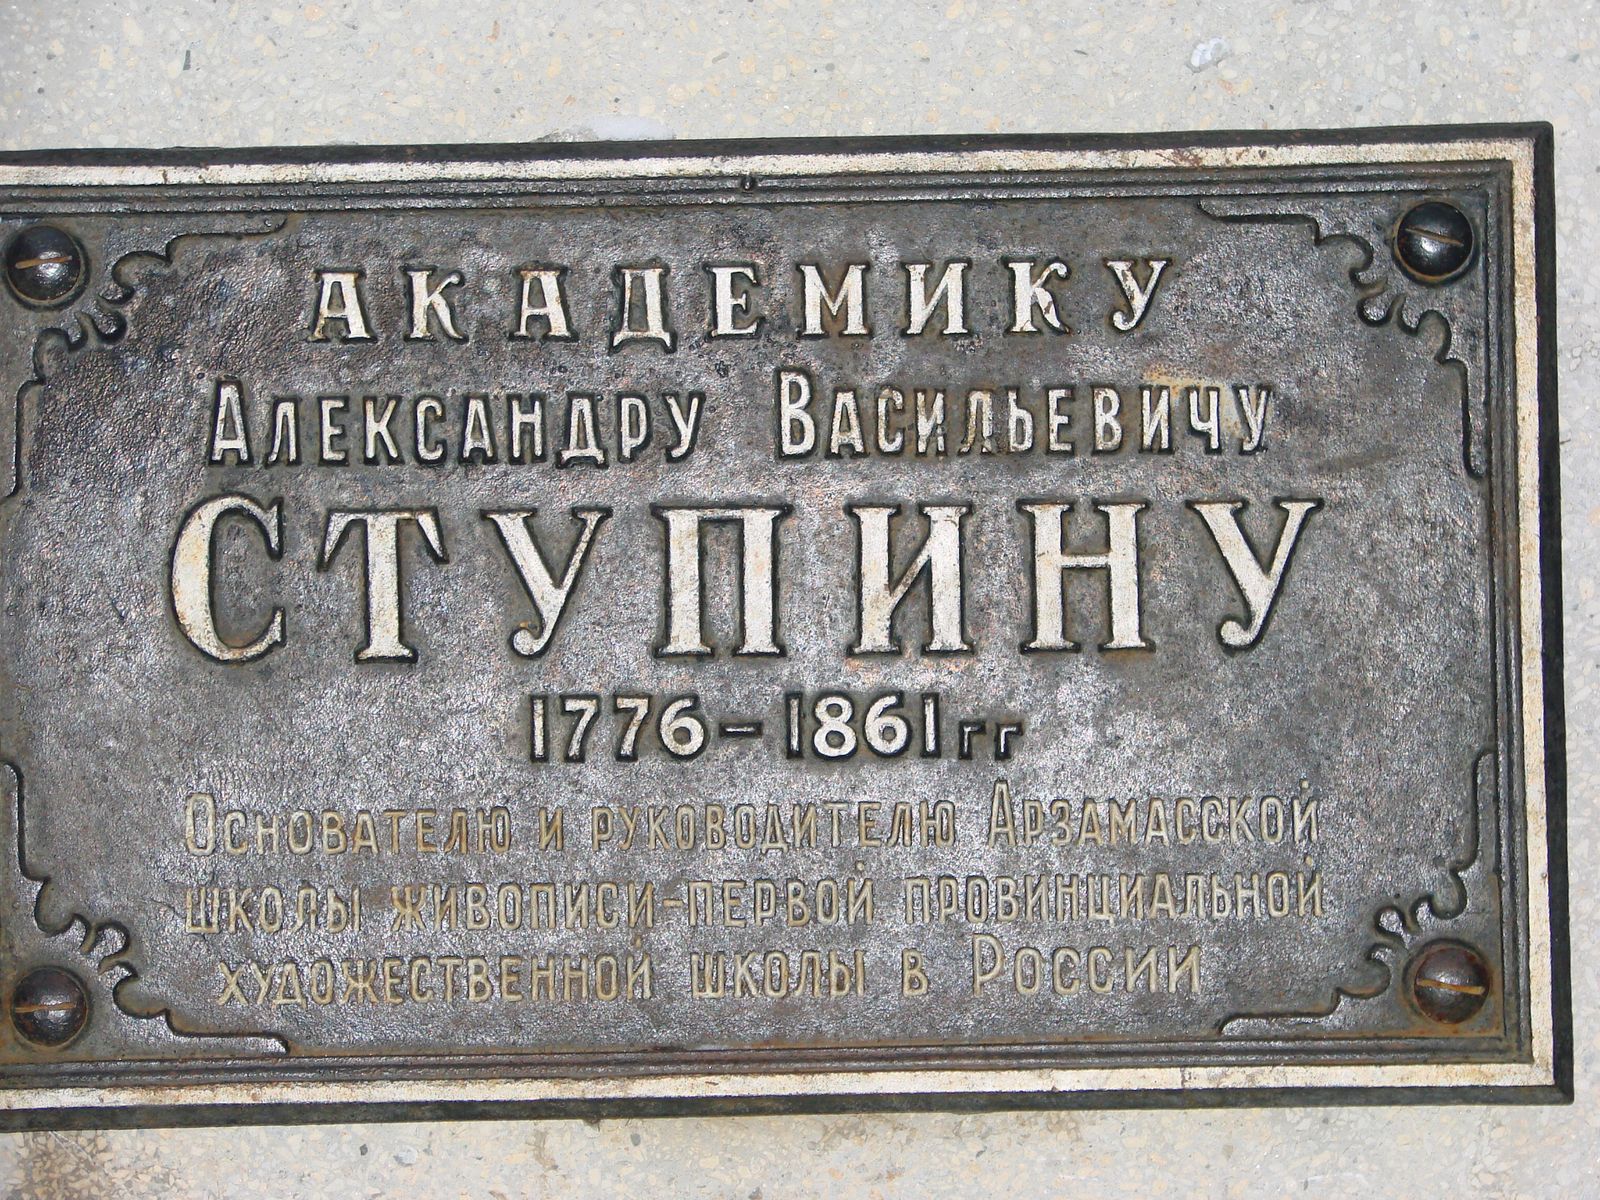 АКАДЕМИКУ
АЛЕКСАНДРУ ВАСИЛЬЕВИЧУ
СТУПИНУ
1776-1861гг
ОСНОВАТЕЛЮ И РУКОВОДИТЕЛЮ АРЗАМАССКОЙ
ШКОЛЫ ЖИВОПИСИ-ПЕРВОЙ ПРОВИНЦИАЛЬНОЙ
ХУДОЖЕСТВЕННОЙ ШКОЛЫ В РОССИИ